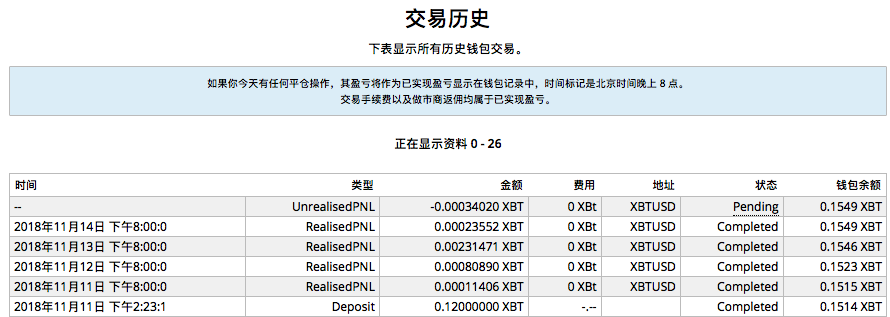 交易历史
下表显示所有历史钱包交易。
如果你今天有任何平仓操作，其盈亏将作为已实现盈亏显示在钱包记录中，时间标记是北京时间晚上 8 点。
交易手续费以及做市商返佣均属于已实现盈亏。
正在显示资料 0 - 26
时间 类型 金额 费用 地址 状态 钱包余额
-- UnrealisedPNL -0.00034020 XBT 0 XBt XBTUSD Pending 0.1549 XBT
2018年11月14日 下午8:00:0 RealisedPNL 0.00023552 XBT 0 XBt XBTUSD Completed 0.1549 XBT
2018年11月13日 下午8:00:0 RealisedPNL 0.00231471 XBT 0 XBt XBTUSD Completed 0.1546 XBT
2018年11月12日 下午8:00:0 RealisedPNL 0.00080890 XBT 0 XBt XBTUSD Completed 0.1523 XBT
2018年11月11日 下午8:00:0 RealisedPNL 0.00011406 XBT 0 XBt XBTUSD Completed 0.1515 XBT
2018年11月11日 下午2:23:1 Deposit 0.12000000 XBT -.-- Completed 0.1514 XBT